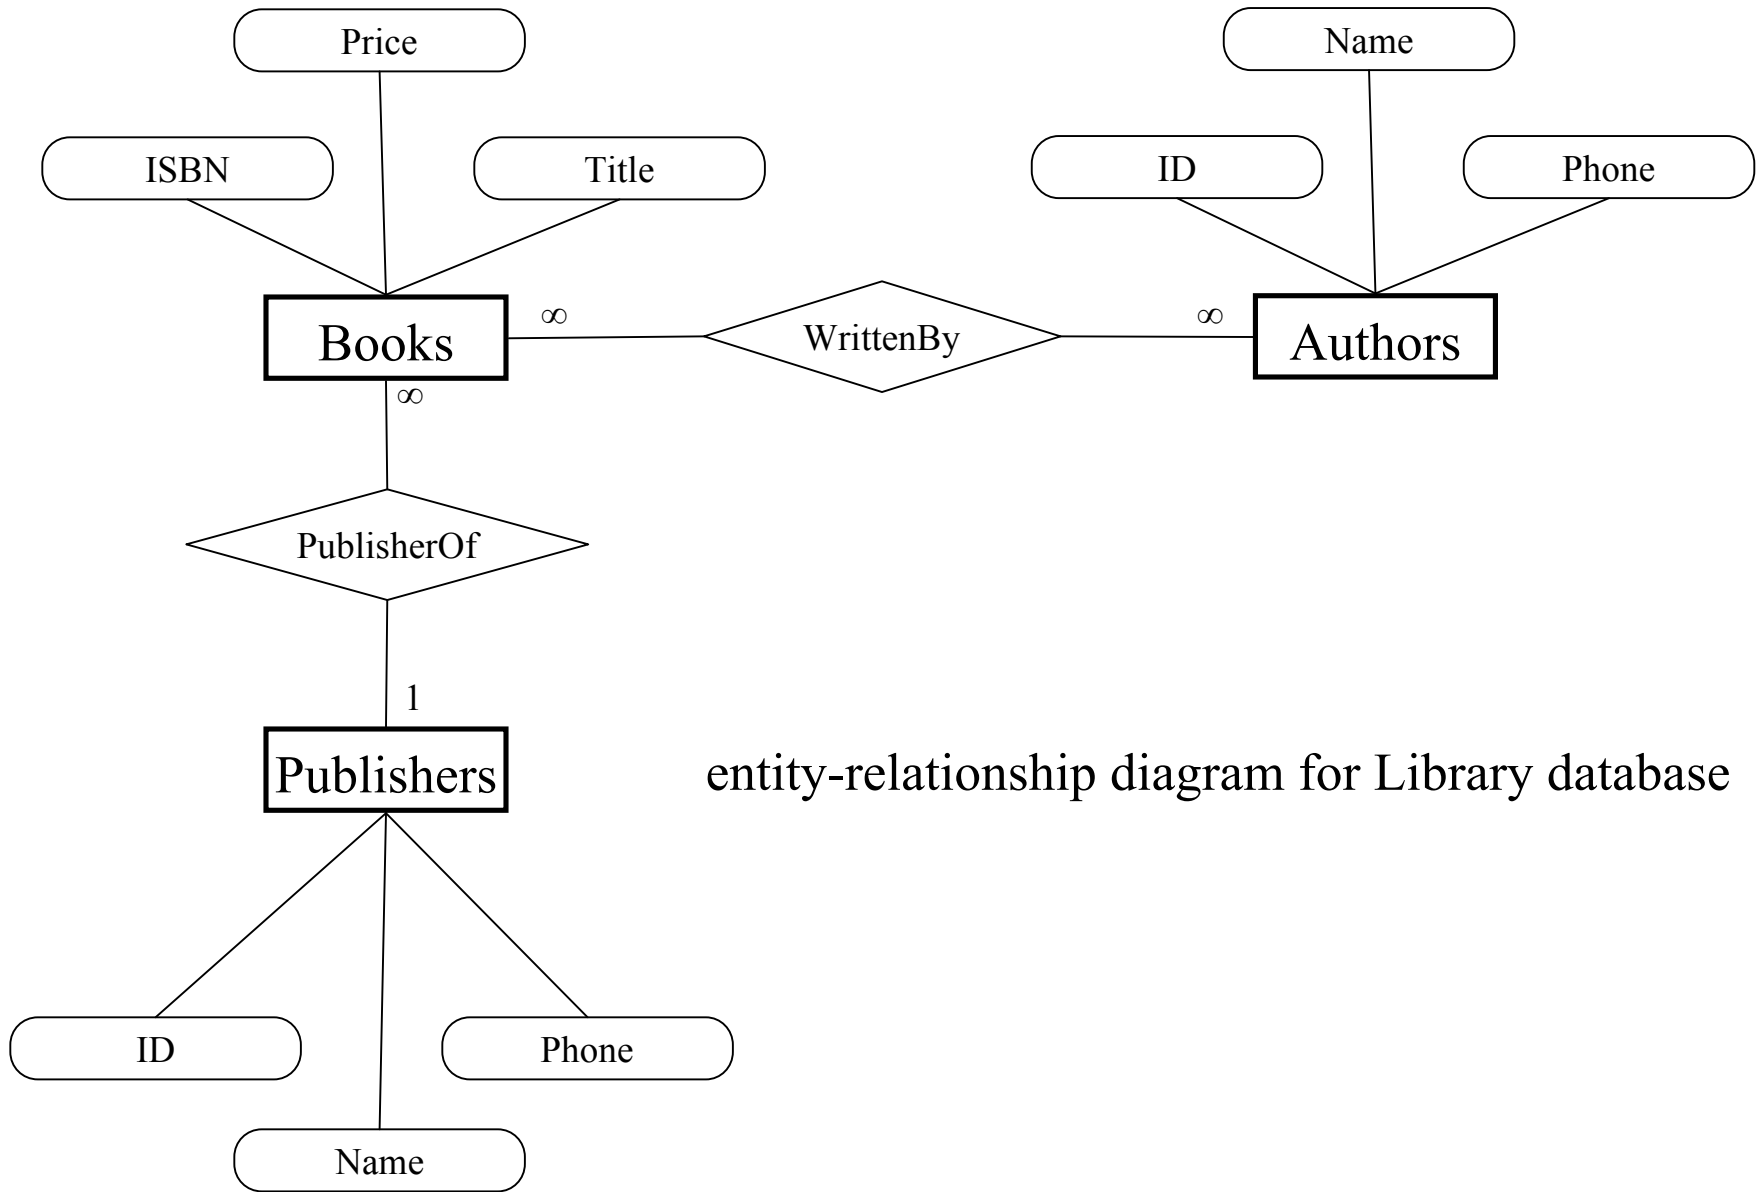 Price
Name
ISBN
Title
ID
Phone
∞
∞
Books
WrittenBy
Authors
∞
PublisherOf
1
Publishers
entity-relationship diagram for Library database
ID
Phone
Name